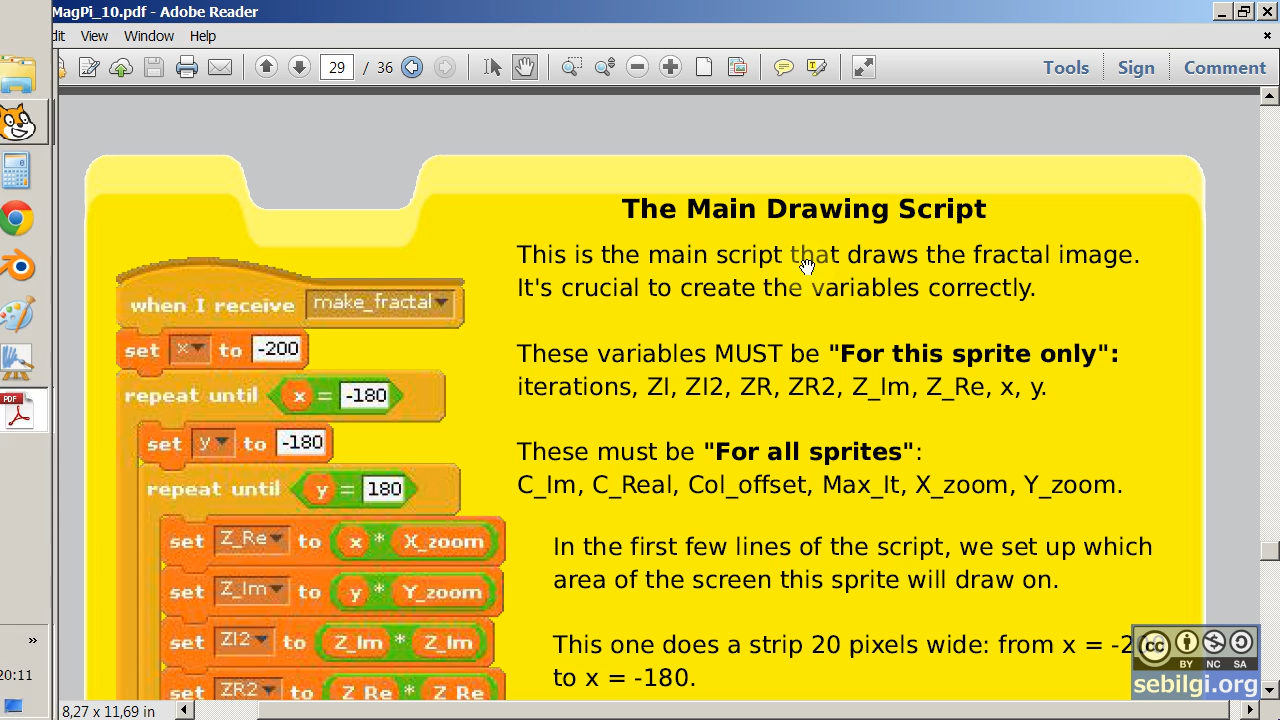 MagPi_10.pdf - Adobe Reader
dit View Window Help
29 / 36 Tools Sign Comment
The Main Drawing Script
This is the main script that draws the fractal image.
It's crucial to create the variables correctly.
These variables MUST be "For this sprite only":
iterations, ZI, ZI2, ZR, ZR2, Z_Im, Z_Re, x, y.
These must be "For all sprites":
C_Im, C_Real, Col_offset, Max_It, X_zoom, Y_zoom.
In the first few lines of the script, we set up which
area of the screen this sprite will draw on.
This one does a strip 20 pixels wide: from x = -2
to x = -180.
when I receive make_fractal
set x to -200
repeat until x = -180
set y to -180
repeat until y = 180
set Z_Re to x * X_zoom
set Z_Im to y * Y_zoom
set ZI2 to Z_Im * Z_Im
set ZR2 to Z_Re * Z_Re
PDF
»
20:11
8,27 x 11,69 in
cc BY NC SA
sebilgi.org